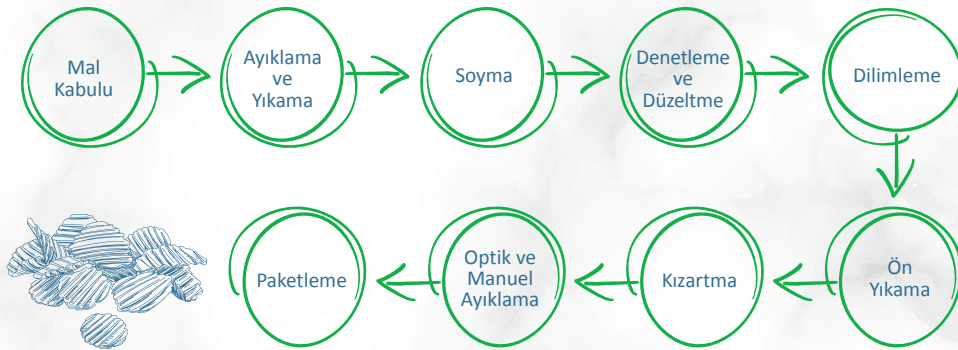 Mal
Kabulu
Ayıklama
ve
Yıkama
Soyma
Denetleme
ve
Düzeltme
Dilimleme
Ön
Yıkama
Kızartma
Optik ve
Manuel
Ayıklama
Paketleme